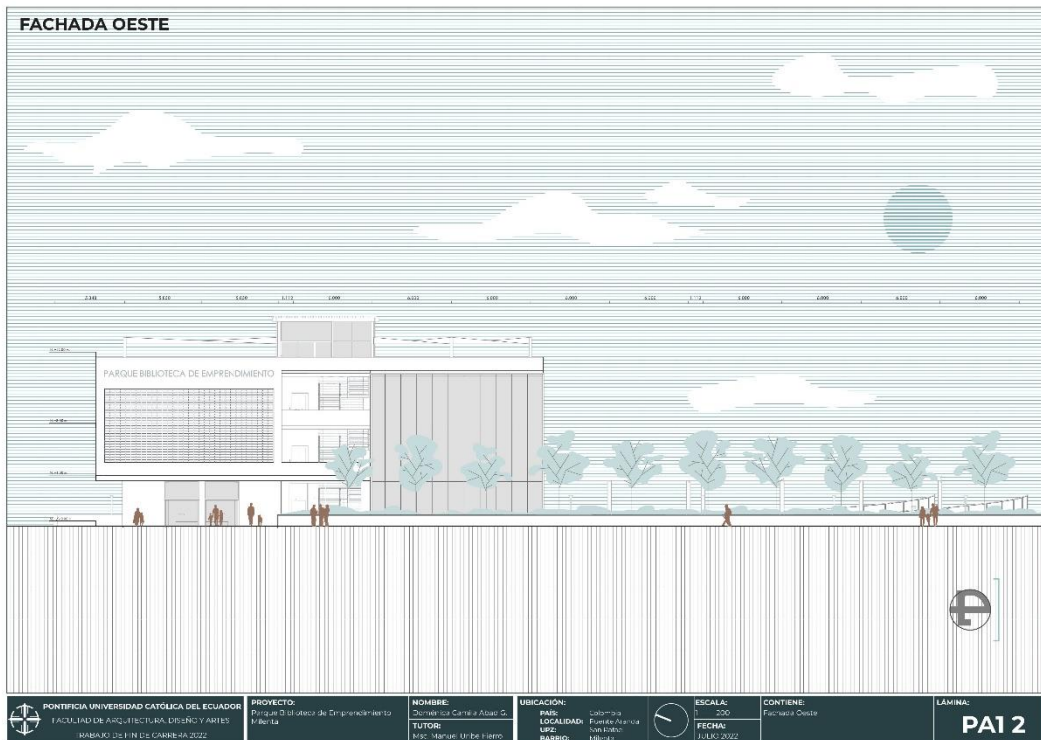 FACHADA OESTE
PARQUE BIBLIOTECA DE EMPRENDIMIENTO
PONTIFICIA UNIVERSIDAD CATÓLICA DEL ECUADOR
FACULTAD DE ARQUITECTURA, DISEÑO Y ARTES
TRABAJO DE FIN DE CARRERA 2022
PROYECTO:
Parque Biblioteca de Emprendimiento
Milenta
NOMBRE:
Doménica Camila Abad G.
TUTOR:
Msc. Manuel Uribe Fierro
UBICACIÓN:
PAÍS: Colombia
LOCALIDAD: Puente Aranda
UPZ: San Rafael
BARRIO: Milenta
ESCALA:
1 200
FECHA:
JULIO 2022
CONTIENE:
Fachada Oeste
LÁMINA:
PA1 2